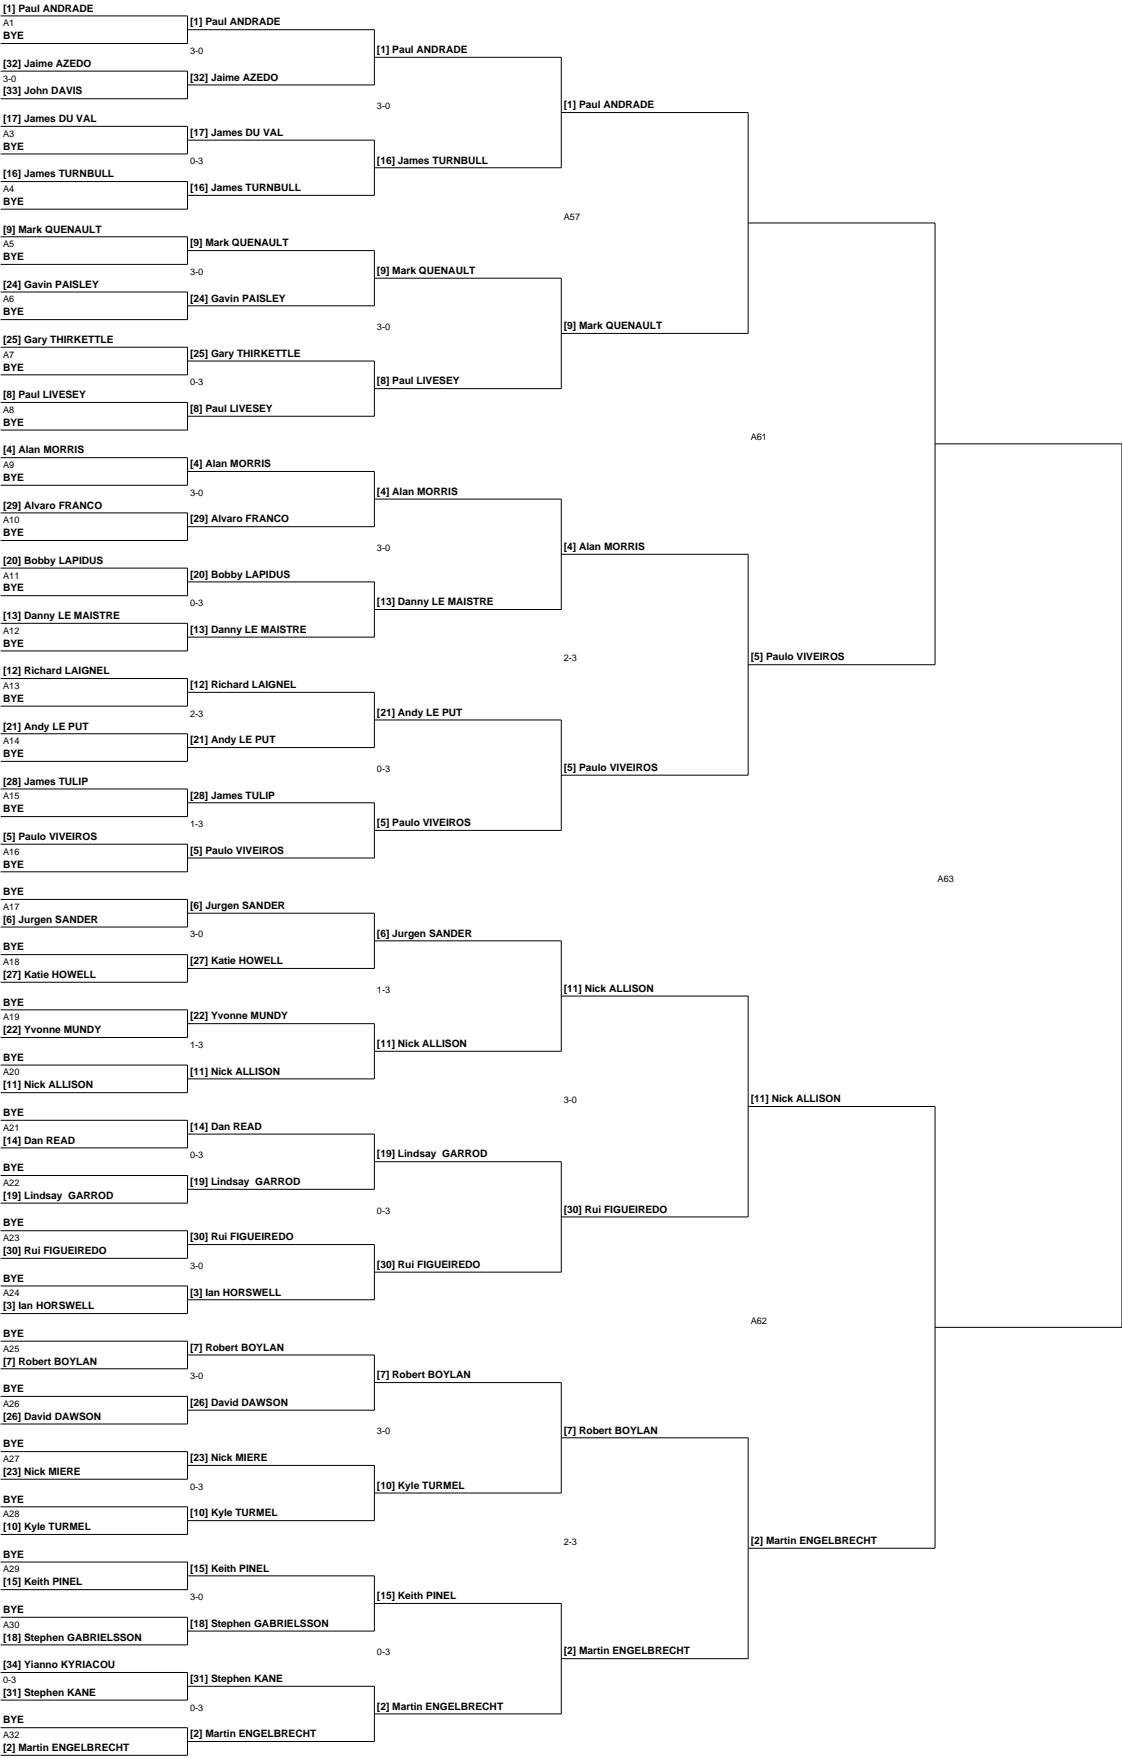 [1] Paul ANDRADE
A1
BYE
[32] Jaime AZEDO
3-0
[33] John DAVIS
[17] James DU VAL
A3
BYE
[16] James TURNBULL
A4
BYE
[9] Mark QUENAULT
A5
BYE
[24] Gavin PAISLEY
A6
BYE
[25] Gary THIRKETTLE
A7
BYE
[8] Paul LIVESEY
A8
BYE
[4] Alan MORRIS
A9
BYE
[29] Alvaro FRANCO
A10
BYE
[20] Bobby LAPIDUS
A11
BYE
[13] Danny LE MAISTRE
A12
BYE
[12] Richard LAIGNEL
A13
BYE
[21] Andy LE PUT
A14
BYE
[28] James TULIP
A15
BYE
[5] Paulo VIVEIROS
A16
BYE
BYE
A17
[6] Jurgen SANDER
BYE
A18
[27] Katie HOWELL
BYE
A19
[22] Yvonne MUNDY
BYE
A20
[11] Nick ALLISON
BYE
A21
[14] Dan READ
BYE
A22
[19] Lindsay  GARROD
BYE
A23
[30] Rui FIGUEIREDO
BYE
A24
[3] Ian HORSWELL
BYE
A25
[7] Robert BOYLAN
BYE
A26
[26] David DAWSON
BYE
A27
[23] Nick MIERE
BYE
A28
[10] Kyle TURMEL
BYE
A29
[15] Keith PINEL
BYE
A30
[18] Stephen GABRIELSSON
[34] Yianno KYRIACOU
0-3
[31] Stephen KANE
BYE
A32
[2] Martin ENGELBRECHT
[1] Paul ANDRADE
3-0
[32] Jaime AZEDO
[17] James DU VAL
0-3
[16] James TURNBULL
[9] Mark QUENAULT
3-0
[24] Gavin PAISLEY
[25] Gary THIRKETTLE
0-3
[8] Paul LIVESEY
[4] Alan MORRIS
3-0
[29] Alvaro FRANCO
[20] Bobby LAPIDUS
0-3
[13] Danny LE MAISTRE
[12] Richard LAIGNEL
2-3
[21] Andy LE PUT
[28] James TULIP
1-3
[5] Paulo VIVEIROS
[6] Jurgen SANDER
3-0
[27] Katie HOWELL
[22] Yvonne MUNDY
1-3
[11] Nick ALLISON
[14] Dan READ
0-3
[19] Lindsay  GARROD
[30] Rui FIGUEIREDO
3-0
[3] Ian HORSWELL
[7] Robert BOYLAN
3-0
[26] David DAWSON
[23] Nick MIERE
0-3
[10] Kyle TURMEL
[15] Keith PINEL
3-0
[18] Stephen GABRIELSSON
[31] Stephen KANE
0-3
[2] Martin ENGELBRECHT
[1] Paul ANDRADE
3-0
[16] James TURNBULL
[9] Mark QUENAULT
3-0
[8] Paul LIVESEY
[4] Alan MORRIS
3-0
[13] Danny LE MAISTRE
[21] Andy LE PUT
0-3
[5] Paulo VIVEIROS
[6] Jurgen SANDER
1-3
[11] Nick ALLISON
[19] Lindsay  GARROD
0-3
[30] Rui FIGUEIREDO
[7] Robert BOYLAN
3-0
[10] Kyle TURMEL
[15] Keith PINEL
0-3
[2] Martin ENGELBRECHT
[1] Paul ANDRADE
A57
[9] Mark QUENAULT
[4] Alan MORRIS
2-3
[5] Paulo VIVEIROS
[11] Nick ALLISON
3-0
[30] Rui FIGUEIREDO
[7] Robert BOYLAN
2-3
[2] Martin ENGELBRECHT
A61
[5] Paulo VIVEIROS
[11] Nick ALLISON
A62
[2] Martin ENGELBRECHT
A63